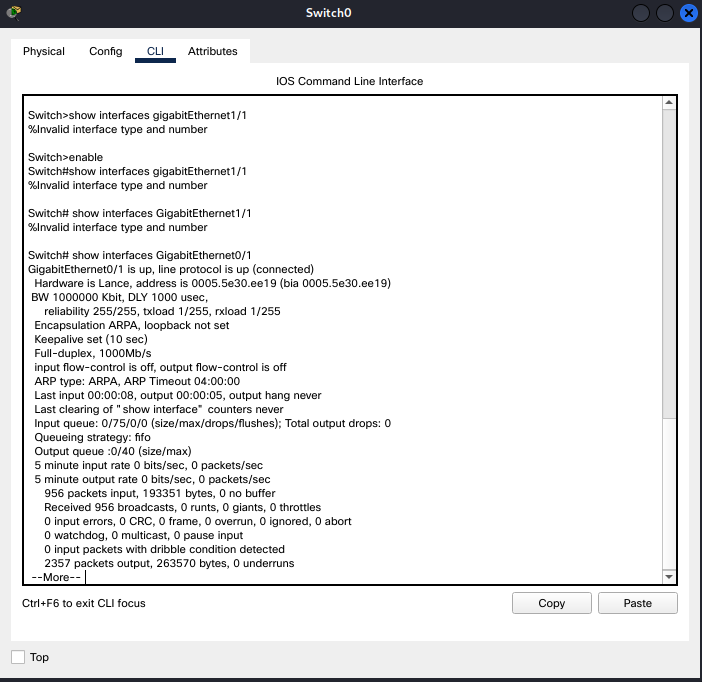 Switch0
Physical Config CLI Attributes
IOS Command Line Interface
Switch>show interfaces gigabitEthernet1/1
%Invalid interface type and number
Switch>enable
Switch#show interfaces gigabitEthernet1/1
%Invalid interface type and number
Switch# show interfaces GigabitEthernet1/1
%Invalid interface type and number
Switch# show interfaces GigabitEthernet0/1
GigabitEthernet0/1 is up, line protocol is up (connected)
Hardware is Lance, address is 0005.5e30.ee19 (bia 0005.5e30.ee19)
BW 1000000 Kbit, DLY 1000 usec,
reliability 255/255, txload 1/255, rxload 1/255
Encapsulation ARPA, loopback not set
Keepalive set (10 sec)
Full-duplex, 1000Mb/s
input flow-control is off, output flow-control is off
ARP type: ARPA, ARP Timeout 04:00:00
Last input 00:00:08, output 00:00:05, output hang never
Last clearing of "show interface" counters never
Input queue: 0/75/0/0 (size/max/drops/flushes); Total output drops: 0
Queueing strategy: fifo
Output queue :0/40 (size/max)
5 minute input rate 0 bits/sec, 0 packets/sec
5 minute output rate 0 bits/sec, 0 packets/sec
956 packets input, 193351 bytes, 0 no buffer
Received 956 broadcasts, 0 runts, 0 giants, 0 throttles
0 input errors, 0 CRC, 0 frame, 0 overrun, 0 ignored, 0 abort
0 watchdog, 0 multicast, 0 pause input
0 input packets with dribble condition detected
2357 packets output, 263570 bytes, 0 underruns
--More--
Ctrl+F6 to exit CLI focus
Copy Paste
Top